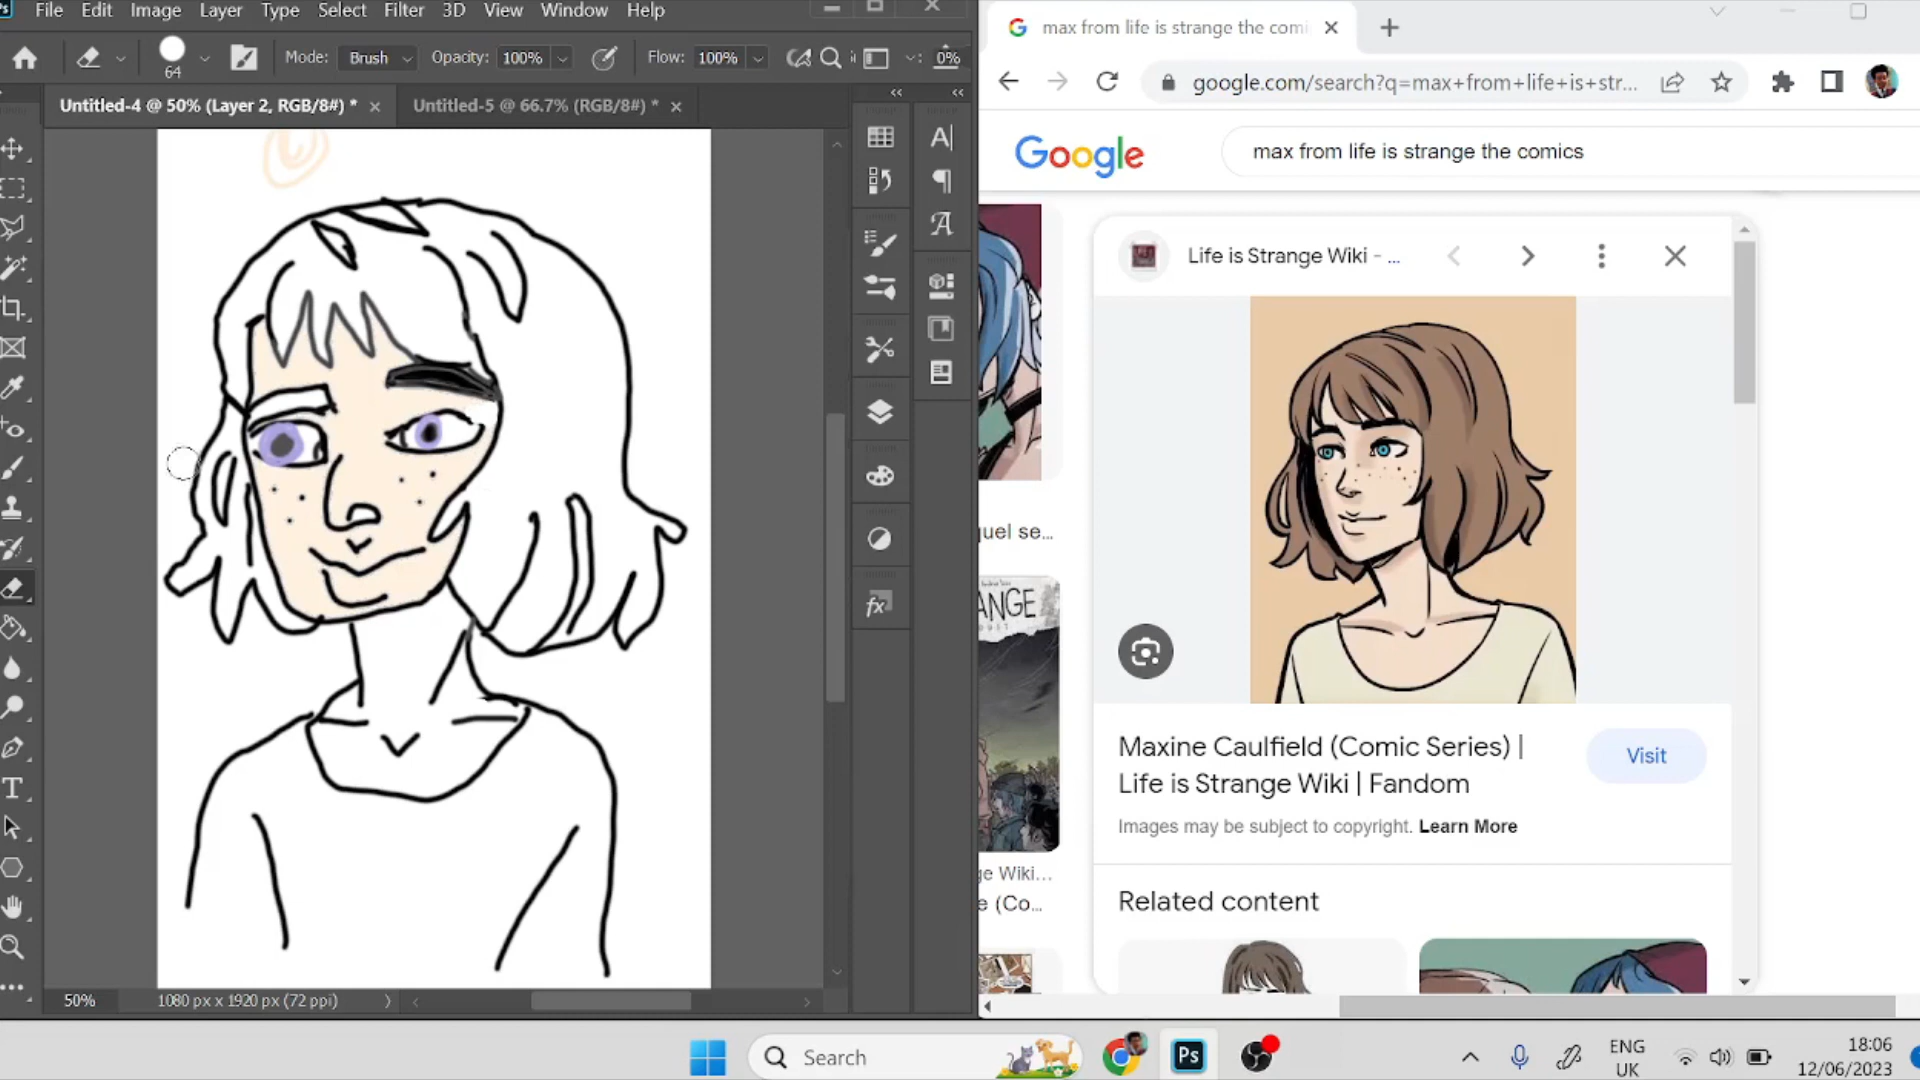 File Edit Image Layer Type Select Filter 3D View Window Help
64 Mode: Brush Opacity: 100% Flow: 100% 0%
Untitled-4 @ 50% (Layer 2, RGB/8#) * Untitled-5 @ 66.7% (RGB/8#) *
50% 1080 px x 1920 px (72 ppi)
max from life is strange the comi
google.com/search?q=max+from+life+is+str...
Google
max from life is strange the comics
Life is Strange Wiki - ...
quel se...
Maxine Caulfield (Comic Series) |
Life is Strange Wiki | Fandom
Visit
Images may be subject to copyright. Learn More
ge Wiki...
e (Co...
Related content
Ps
Search
ENG
UK
18:06
12/06/2023